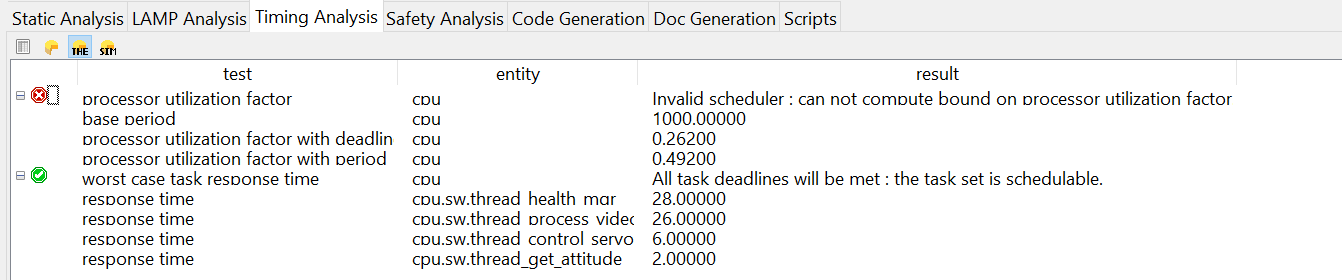 Static Analysis LAMP Analysis Timing Analysis Safety Analysis Code Generation Doc Generation Scripts
THE SIM
test entity result
processor utilization factor cpu Invalid scheduler : can not compute bound on processor utilization factor
base period cpu 1000.00000
processor utilization factor with deadlin cpu 0.26200
processor utilization factor with period cpu 0.49200
worst case task response time cpu All task deadlines will be met : the task set is schedulable.
response time cpu.sw.thread_health_mgr 28.00000
response time cpu.sw.thread_process_video 26.00000
response time cpu.sw.thread_control_servo 6.00000
response time cpu.sw.thread_get_attitude 2.00000